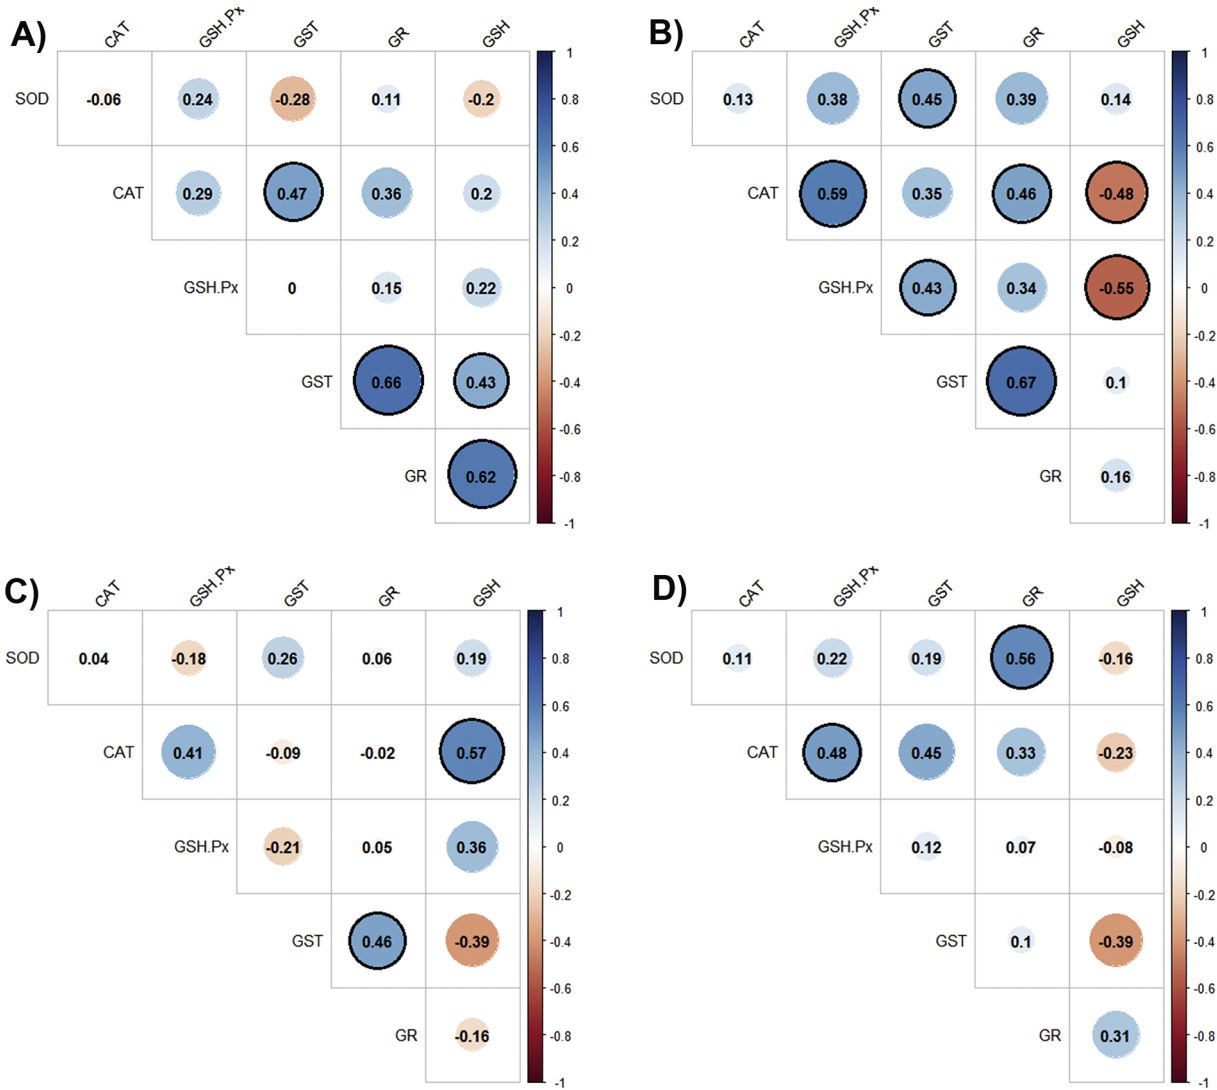 A)
CAT GSH.Px GST GR GSH
SOD -0.06 0.24 -0.28 0.11 -0.2
CAT 0.29 0.47 0.36 0.2
GSH.Px 0 0.15 0.22
GST 0.66 0.43
GR 0.62
1
0.8
0.6
0.4
0.2
0
-0.2
-0.4
-0.6
-0.8
-1
B)
CAT GSH.Px GST GR GSH
SOD 0.13 0.38 0.45 0.39 0.14
CAT 0.59 0.35 0.46 -0.48
GSH.Px 0.43 0.34 -0.55
GST 0.67 0.1
GR 0.16
1
0.8
0.6
0.4
0.2
0
-0.2
-0.4
-0.6
-0.8
-1
C)
CAT GSH.Px GST GR GSH
SOD 0.04 -0.18 0.26 0.06 0.19
CAT 0.41 -0.09 -0.02 0.57
GSH.Px -0.21 0.05 0.36
GST 0.46 -0.39
GR -0.16
1
0.8
0.6
0.4
0.2
0
-0.2
-0.4
-0.6
-0.8
-1
D)
CAT GSH.Px GST GR GSH
SOD 0.11 0.22 0.19 0.56 -0.16
CAT 0.48 0.45 0.33 -0.23
GSH.Px 0.12 0.07 -0.08
GST 0.1 -0.39
GR 0.31
1
0.8
0.6
0.4
0.2
0
-0.2
-0.4
-0.6
-0.8
-1